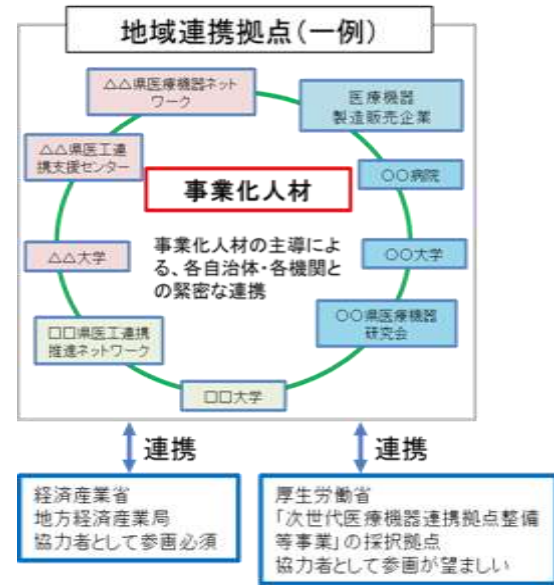 地域連携拠点(一例)
△△県医療機器ネット
ワーク
医療機器
製造販売企業
△△県医工連
携支援センター
〇〇病院
事業化人材
△△大学
事業化人材の主導によ
る、各自治体・各機関と
の緊密な連携
〇〇大学
□□県医工連携
推進ネットワーク
〇〇県医療機器
研究会
□□大学
連携
連携
経済産業省
地方経済産業局
協力者として参画必須
厚生労働省
「次世代医療機器連携拠点整備
等事業」の採択拠点
協力者として参画が望ましい